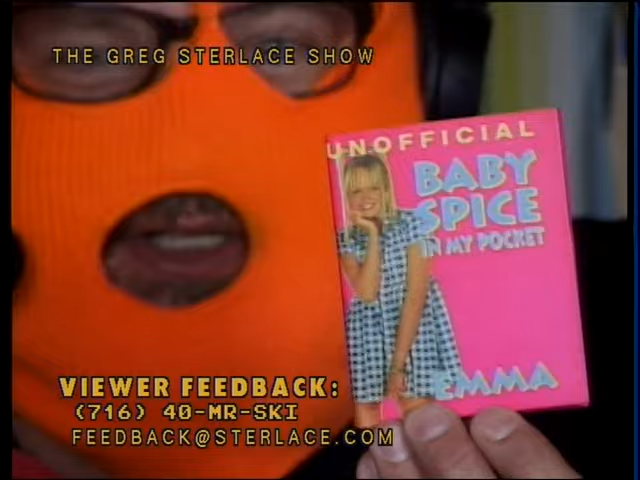 THE GREG STERLACE SHOW
UNOFFICIAL
BABY
SPICE
IN MY POCKET
EMMA
VIEWER FEEDBACK:
(716) 40-MR-SKI
FEEDBACK@STERLACE.COM